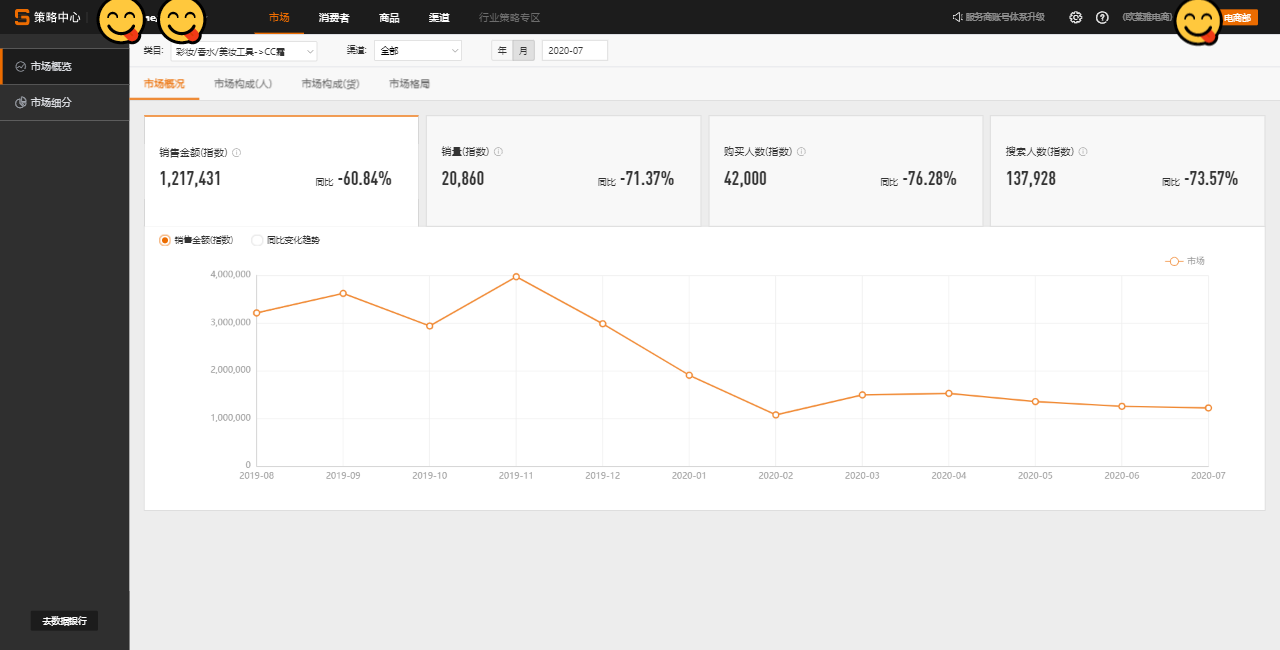 策略中心
市场 消费者 商品 渠道 行业策略专区
服务商账号体系升级
(欧莱雅电商)
电商部
类目: 彩妆/香水/美妆工具->CC霜 渠道: 全部 年 月 2020-07
市场概览
市场细分
去数据银行
市场概况 市场构成(人) 市场构成(货) 市场格局
销售金额(指数)
1,217,431 同比 -60.84%
销量(指数)
20,860 同比 -71.37%
购买人数(指数)
42,000 同比 -76.28%
搜索人数(指数)
137,928 同比 -73.57%
销售金额(指数) 同比变化趋势
市场
4,000,000
3,000,000
2,000,000
1,000,000
0
2019-08 2019-09 2019-10 2019-11 2019-12 2020-01 2020-02 2020-03 2020-04 2020-05 2020-06 2020-07